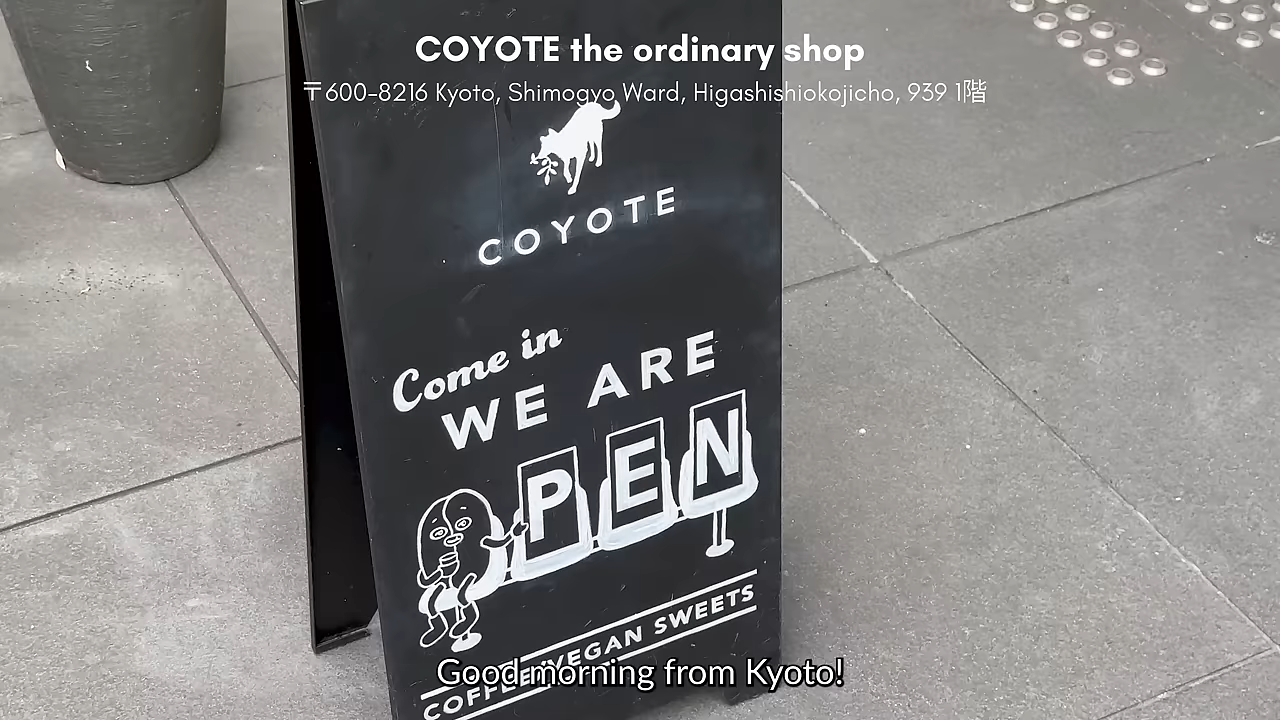 COYOTE the ordinary shop
〒600-8216 Kyoto, Shimogyo Ward, Higashishiokojicho, 939 1階
COYOTE
Come in
WE ARE
PEN
COFFEE/VEGAN SWEETS
Good morning from Kyoto!